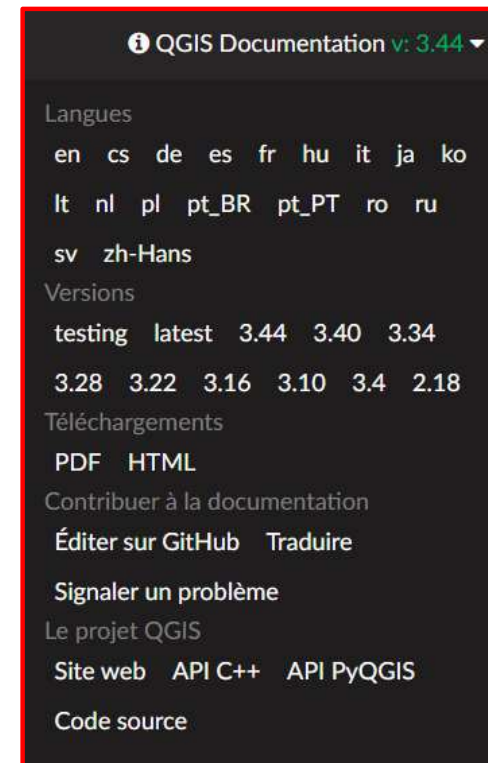 QGIS Documentation v: 3.44
Langues
en cs de es fr hu it ja ko
lt nl pl pt_BR pt_PT ro ru
sv zh-Hans
Versions
testing latest 3.44 3.40 3.34
3.28 3.22 3.16 3.10 3.4 2.18
Téléchargements
PDF HTML
Contribuer à la documentation
Éditer sur GitHub Traduire
Signaler un problème
Le projet QGIS
Site web API C++ API PyQGIS
Code source